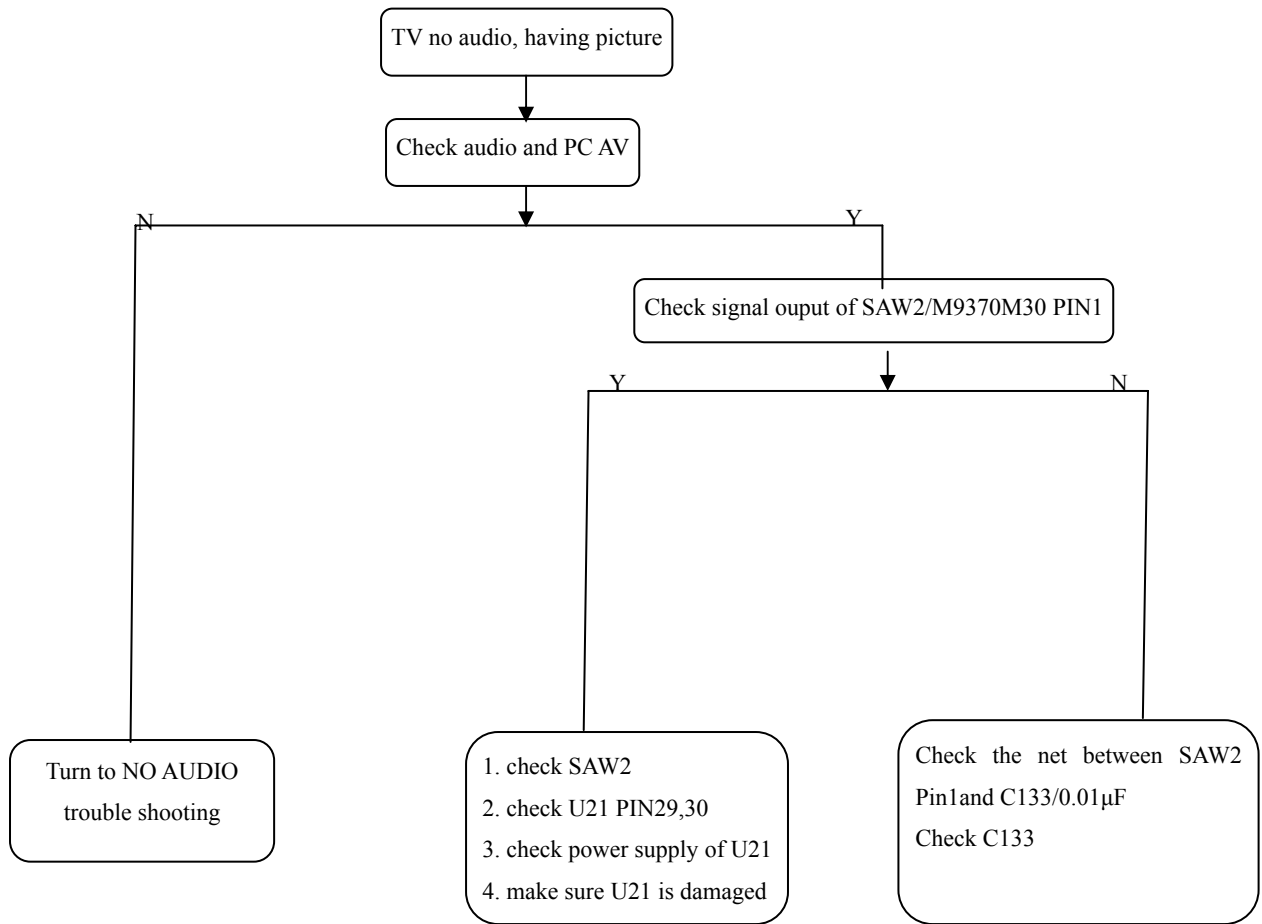 TV no audio, having picture
Check audio and PC AV
N
Y
Check signal ouput of SAW2/M9370M30 PIN1
Y
N
Turn to NO AUDIO
trouble shooting
1. check SAW2
2. check U21 PIN29,30
3. check power supply of U21
4. make sure U21 is damaged
Check the net between SAW2
Pin1and C133/0.01μF
Check C133